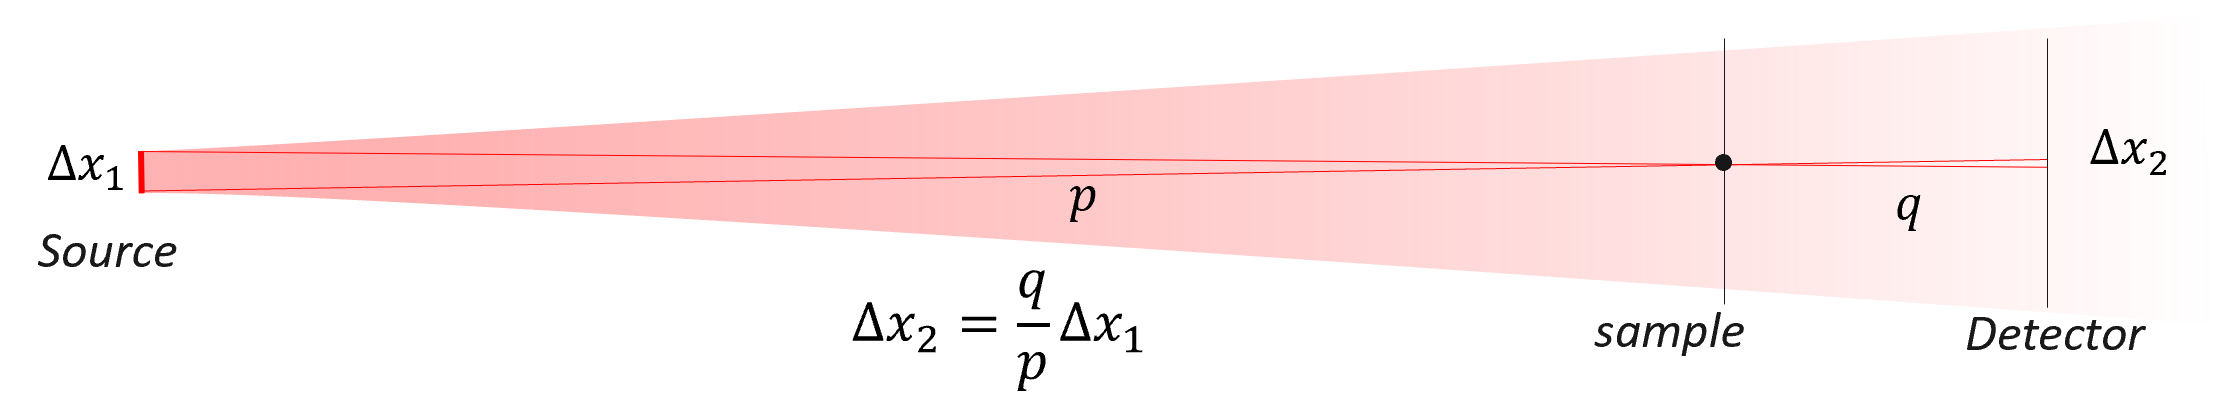 Δx₁
Δx₂
p
q
Source
Δx₂ = q/p Δx₁
sample
Detector